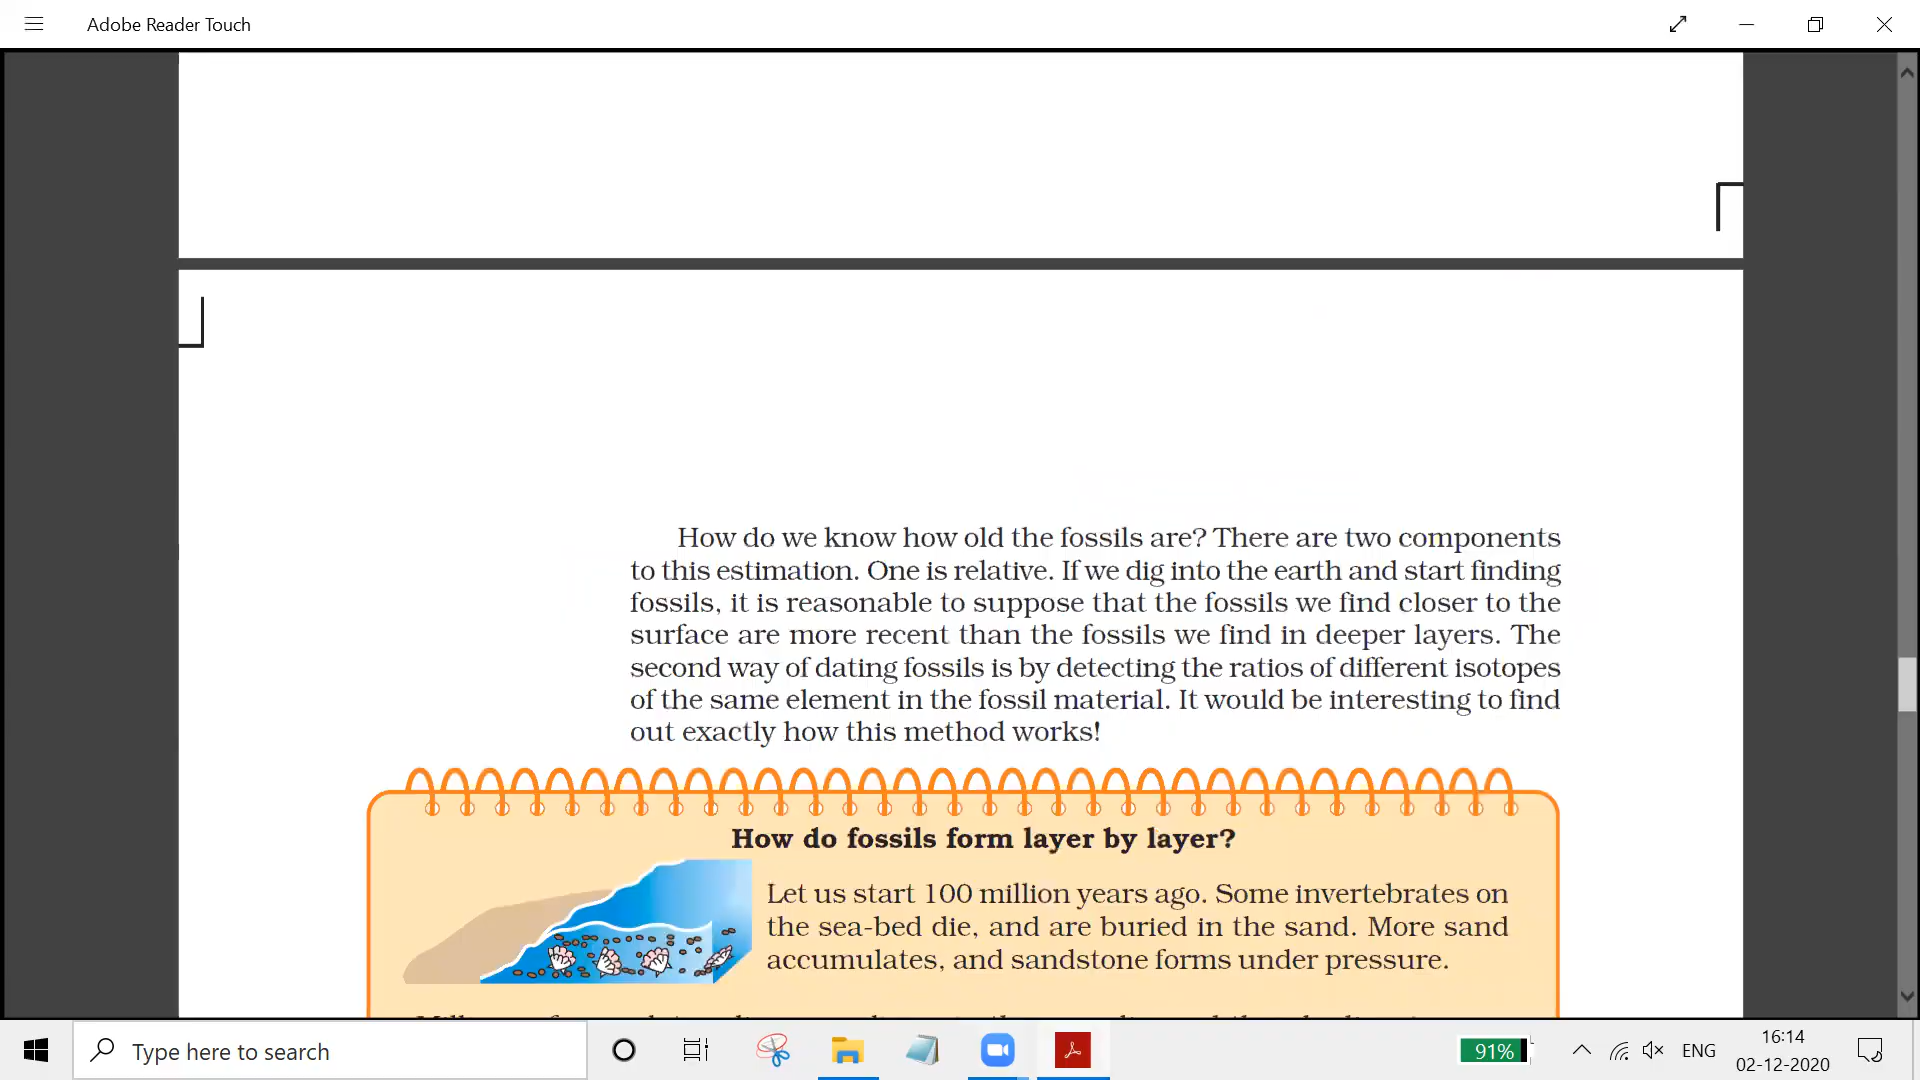 Adobe Reader Touch
How do we know how old the fossils are? There are two components
to this estimation. One is relative. If we dig into the earth and start finding
fossils, it is reasonable to suppose that the fossils we find closer to the
surface are more recent than the fossils we find in deeper layers. The
second way of dating fossils is by detecting the ratios of different isotopes
of the same element in the fossil material. It would be interesting to find
out exactly how this method works!
How do fossils form layer by layer?
Let us start 100 million years ago. Some invertebrates on
the sea-bed die, and are buried in the sand. More sand
accumulates, and sandstone forms under pressure.
Type here to search
91%
ENG
16:14
02-12-2020